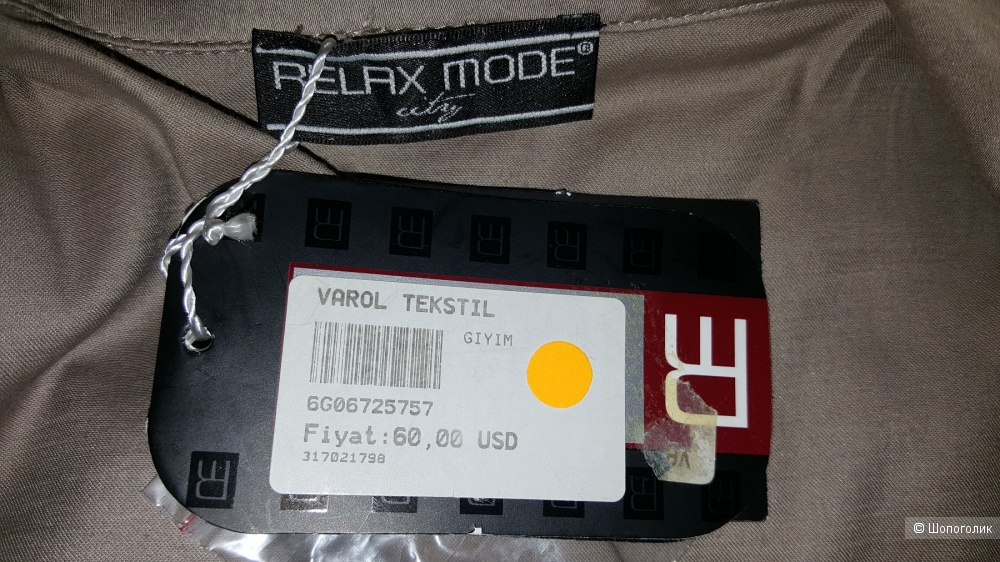 RELAX MODE®
city
VAROL TEKSTIL
GIYIM
6G06725757
Fiyat:60,00 USD
317021798
© Шопоголик